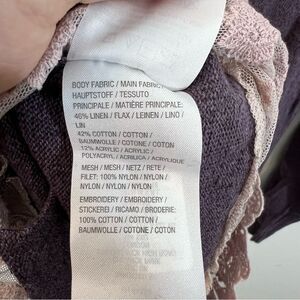 BODY FABRIC / MAIN FABRIC
HAUPTSTOFF / TESSUTO
PRINCIPALE / MATIÈRE PRINCIPALE:
46% LINEN / FLAX / LEINEN / LINO /
LIN
42% COTTON / COTTON /
BAUMWOLLE / COTONE / COTON
12% ACRYLIC / ACRYLIC /
POLYACRYL / ACRILICA / ACRYLIQUE
MESH / MESH / NETZ / RETE /
FILET: 100% NYLON / NYLON /
NYLON / NYLON / NYLON
EMBROIDERY / EMBROIDERY /
STICKEREI / RICAMO / BRODERIE:
100% COTTON / COTTON /
BAUMWOLLE / COTONE / COTON